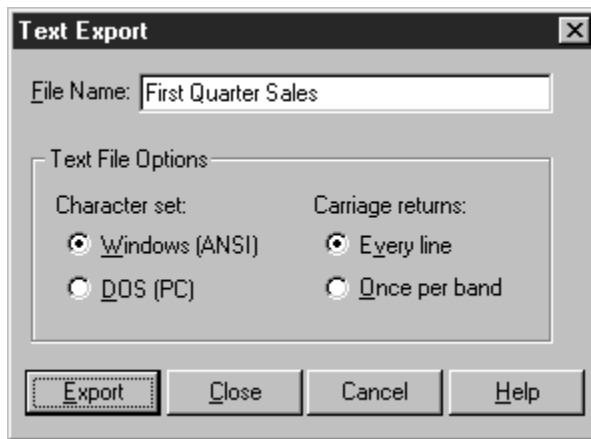 Text Export
File Name: First Quarter Sales
Text File Options
Character set: Carriage returns:
Windows (ANSI) Every line
DOS (PC) Once per band
Export Close Cancel Help